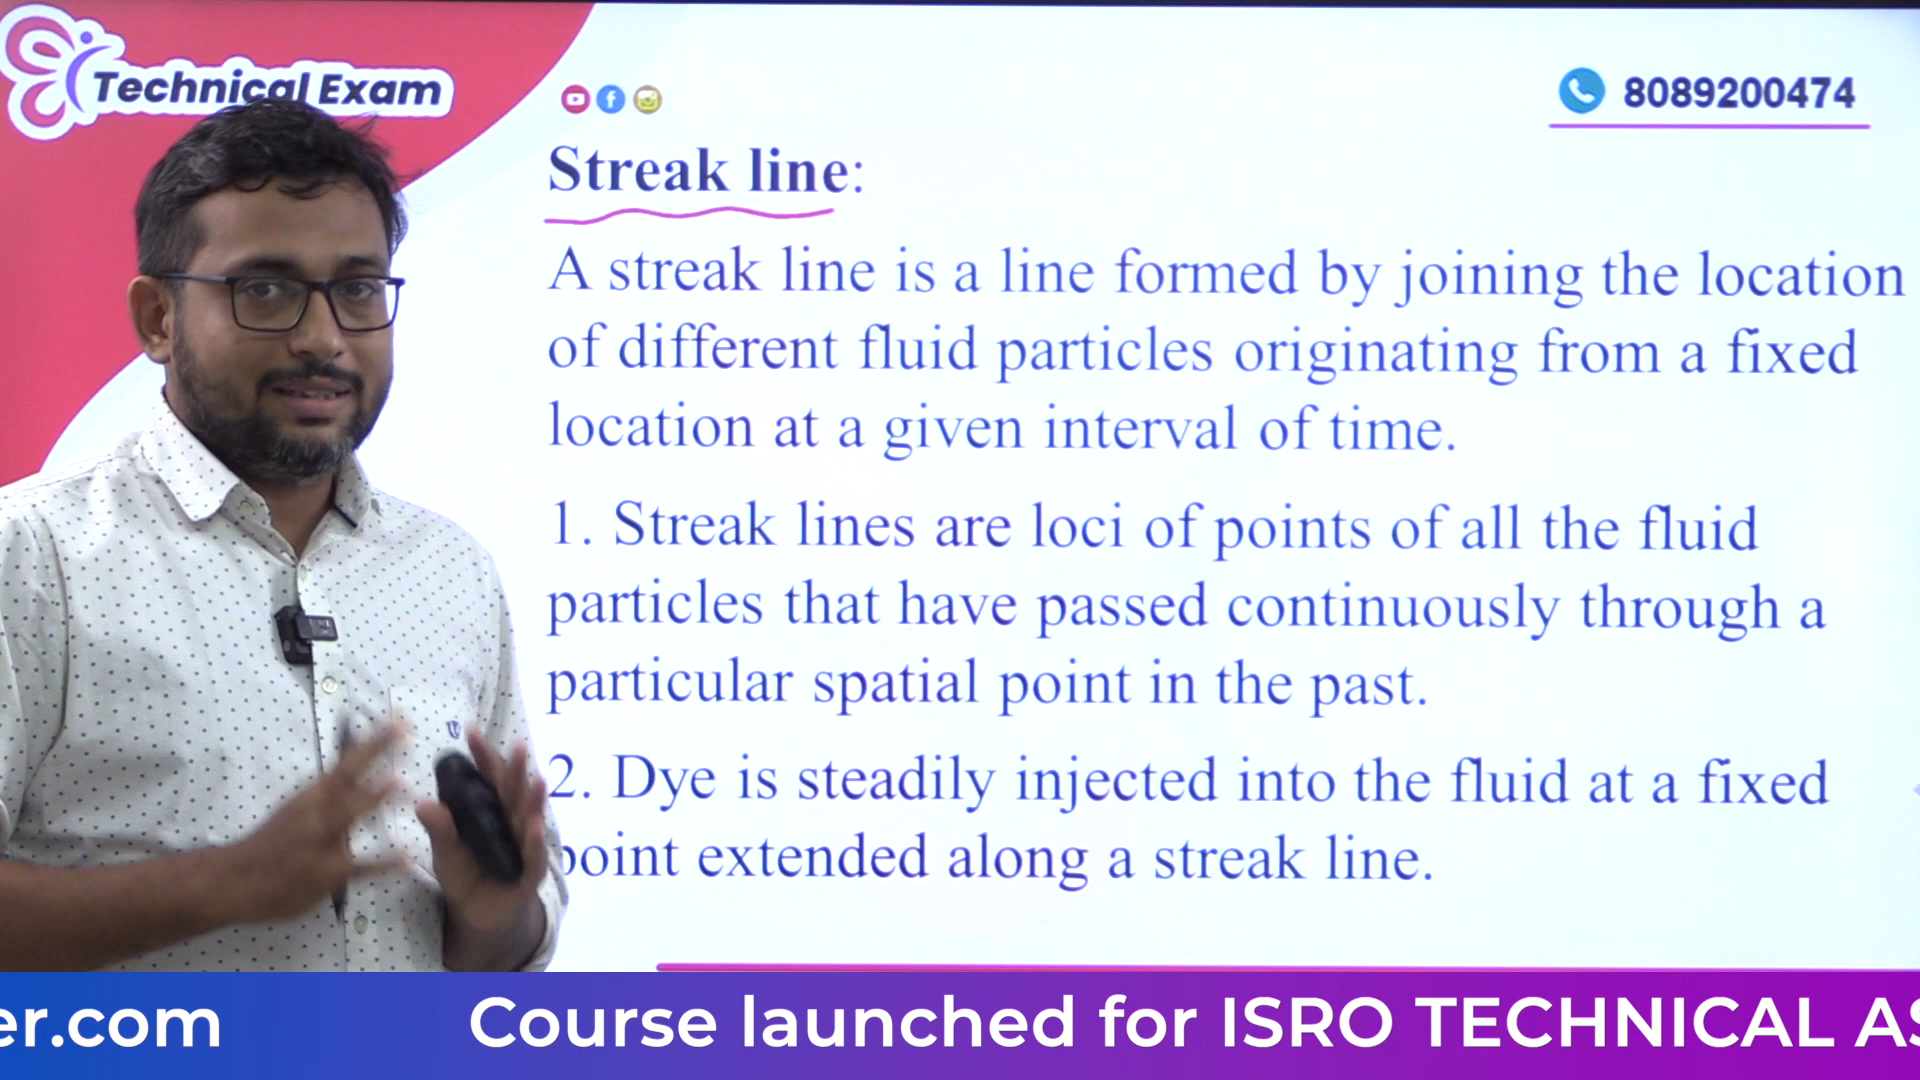 Technical Exam
8089200474
Streak line:
A streak line is a line formed by joining the location
of different fluid particles originating from a fixed
location at a given interval of time.
1. Streak lines are loci of points of all the fluid
particles that have passed continuously through a
particular spatial point in the past.
2. Dye is steadily injected into the fluid at a fixed
point extended along a streak line.
er.com Course launched for ISRO TECHNICAL AS